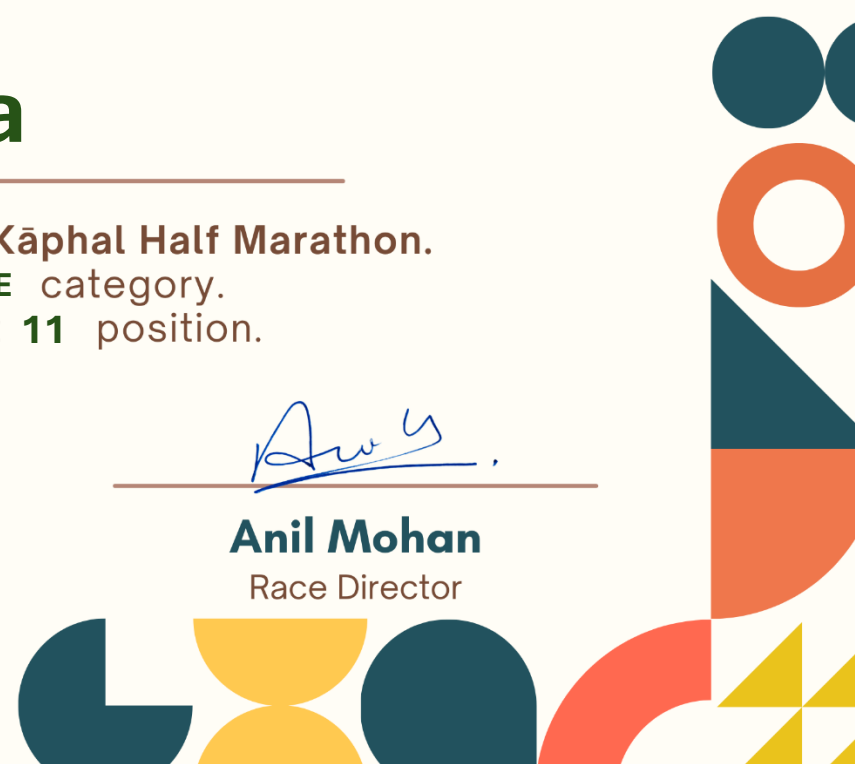 a
Kāphal Half Marathon.
E category.
11 position.
Anil Mohan
Race Director